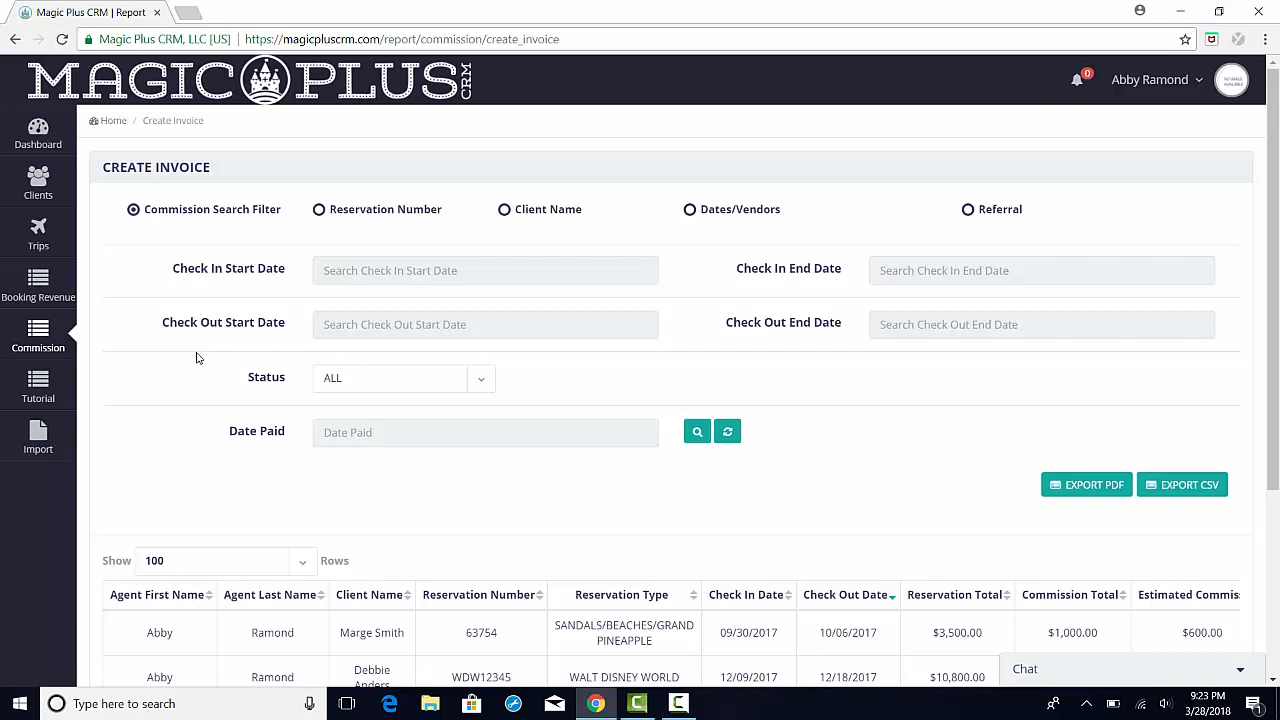 Magic Plus CRM | Report
Magic Plus CRM, LLC [US] https://magicpluscrm.com/report/commission/create_invoice
MAGIC PLUS CRM
0
Abby Ramond
NO IMAGE
AVAILABLE
Home / Create Invoice
Dashboard
Clients
Trips
Booking Revenue
Commission
Tutorial
Import
CREATE INVOICE
Commission Search Filter Reservation Number Client Name Dates/Vendors Referral
Check In Start Date Search Check In Start Date Check In End Date Search Check In End Date
Check Out Start Date Search Check Out Start Date Check Out End Date Search Check Out End Date
Status ALL
Date Paid Date Paid
EXPORT PDF EXPORT CSV
Show 100 Rows
Agent First Name Agent Last Name Client Name Reservation Number Reservation Type Check In Date Check Out Date Reservation Total Commission Total Estimated Commis
Abby Ramond Marge Smith 63754 SANDALS/BEACHES/GRAND PINEAPPLE 09/30/2017 10/06/2017 $3,500.00 $1,000.00 $600.00
Abby Ramond Debbie Anders WDW12345 WALT DISNEY WORLD 12/09/2017 12/18/2017 $10,800.00
Chat
Type here to search
9:23 PM
3/28/2018